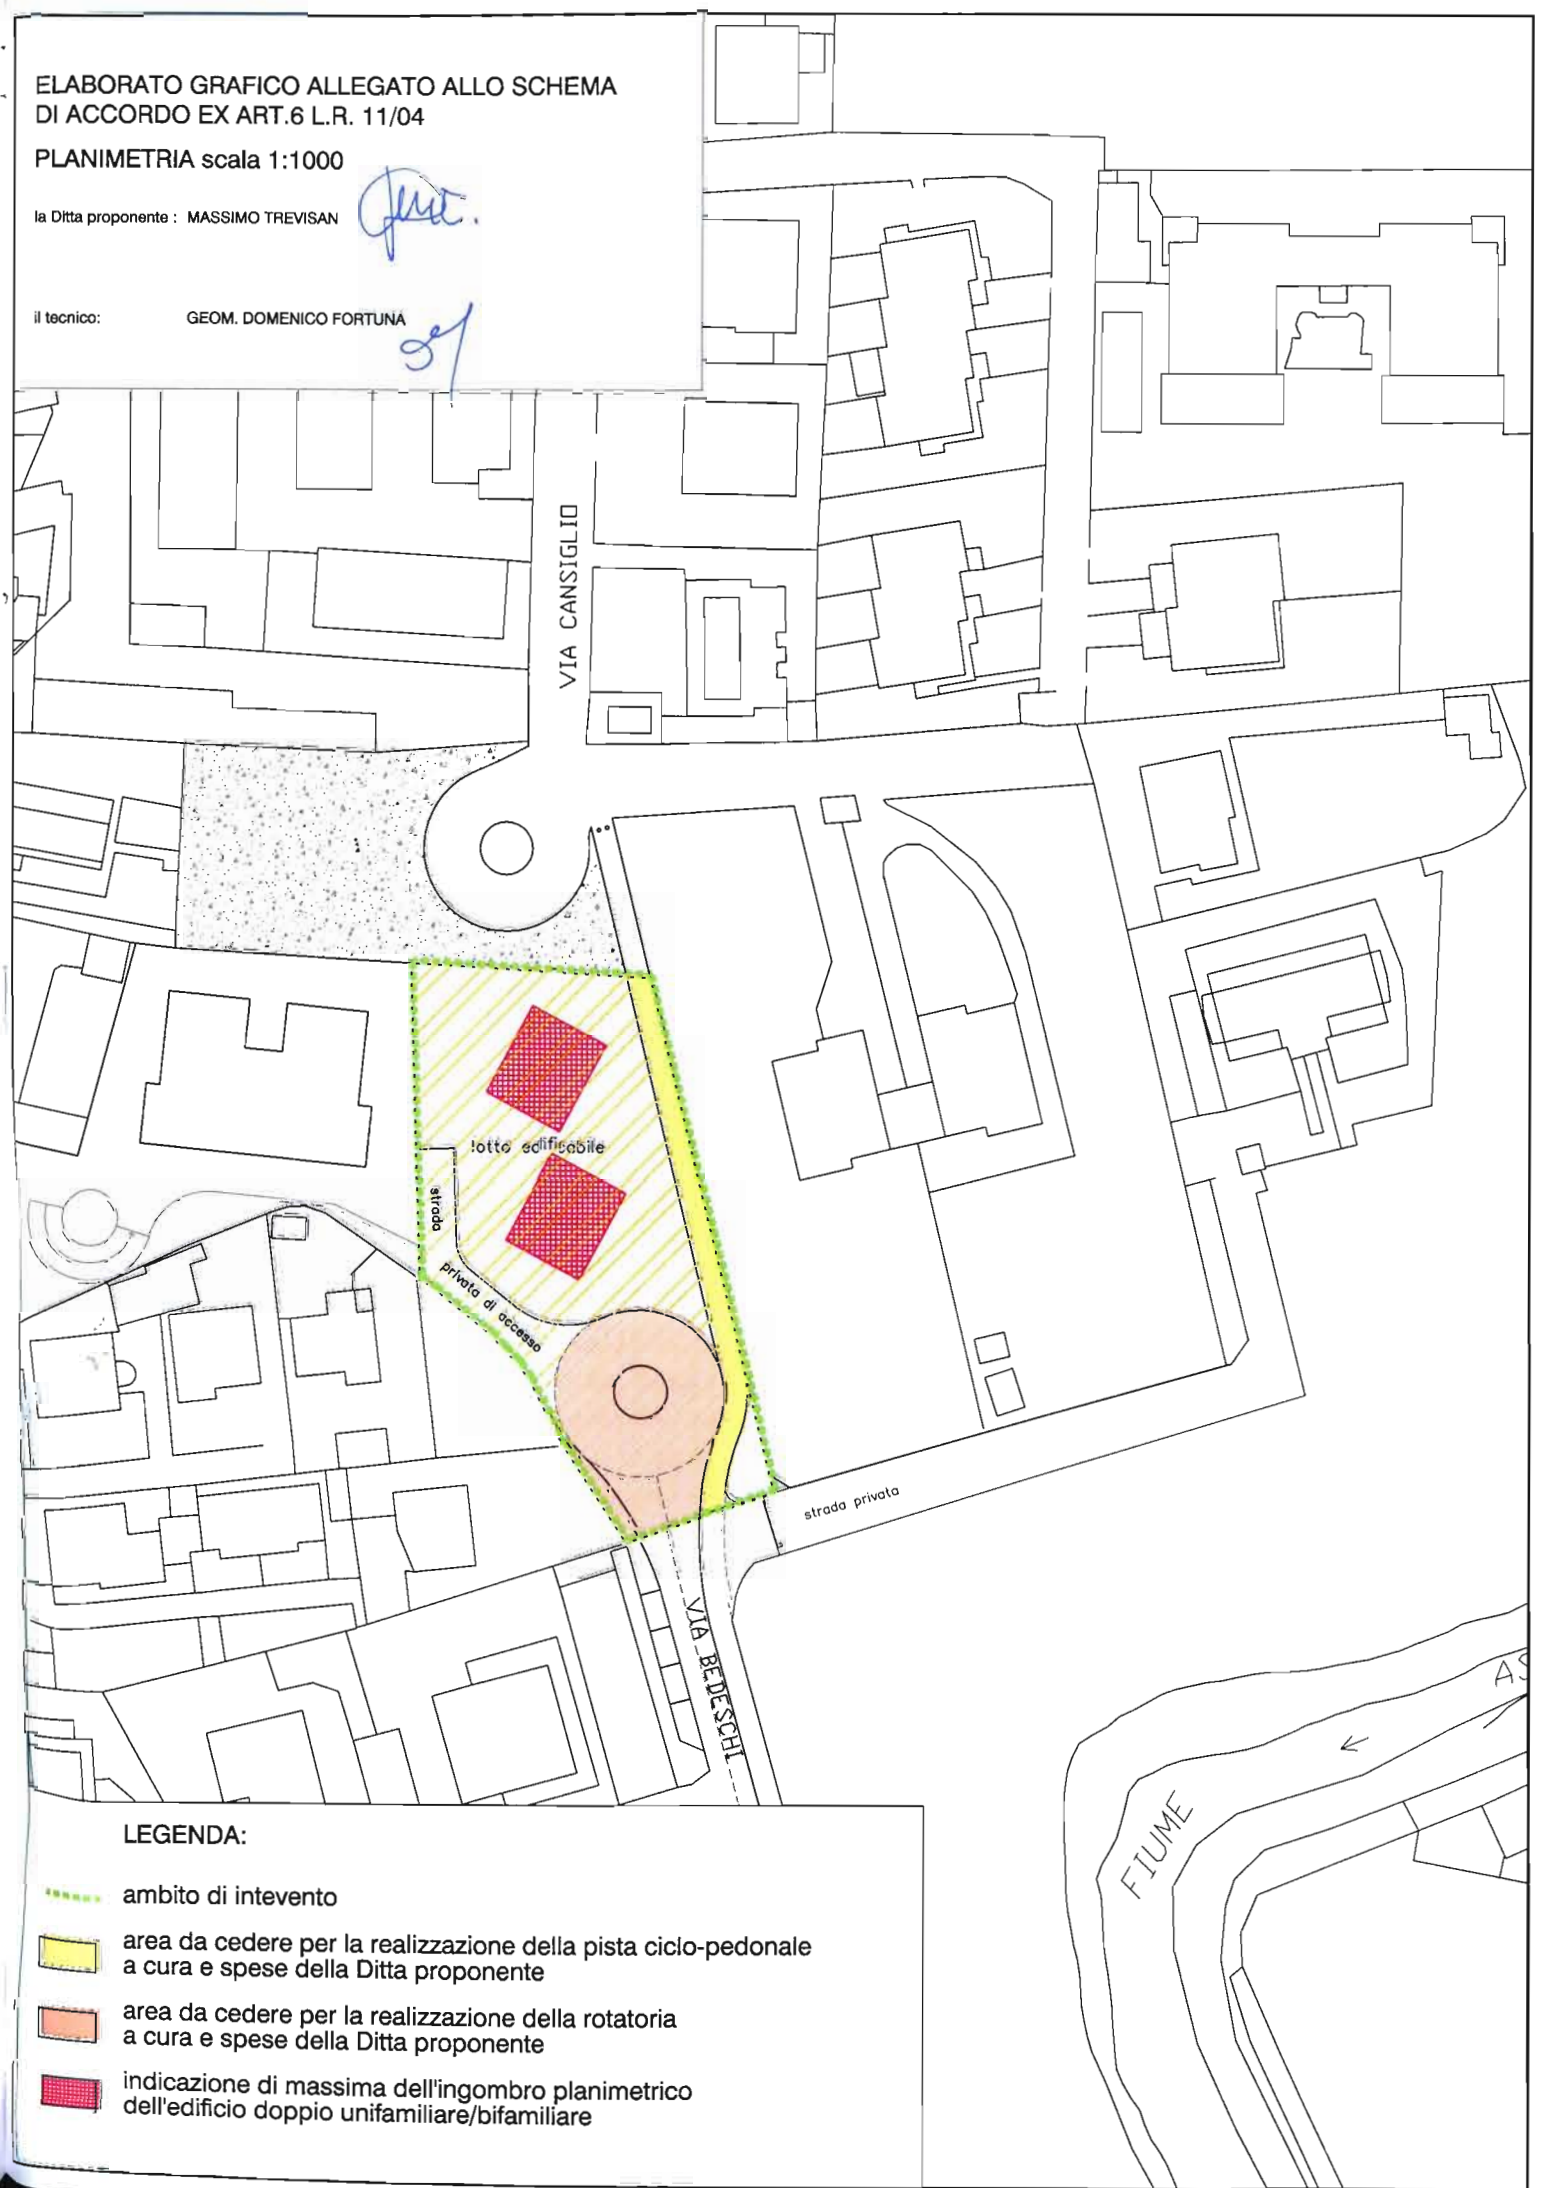 ELABORATO GRAFICO ALLEGATO ALLO SCHEMA
DI ACCORDO EX ART.6 L.R. 11/04
PLANIMETRIA scala 1:1000
la Ditta proponente : MASSIMO TREVISAN
il tecnico: GEOM. DOMENICO FORTUNA
VIA CANSIGLIO
lotto edificabile
strada
privata di accesso
strada privata
VIA BEDESCHI
AS
FIUME
LEGENDA:
ambito di intevento
area da cedere per la realizzazione della pista ciclo-pedonale
a cura e spese della Ditta proponente
area da cedere per la realizzazione della rotatoria
a cura e spese della Ditta proponente
indicazione di massima dell'ingombro planimetrico
dell'edificio doppio unifamiliare/bifamiliare